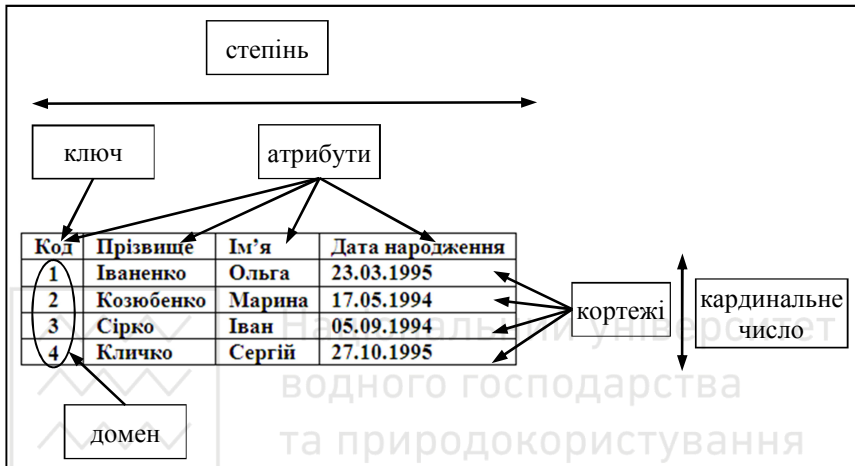 степінь
ключ
атрибути
Код Прізвище Ім’я Дата народження
1 Іваненко Ольга 23.03.1995
2 Козюбенко Марина 17.05.1994
3 Сірко Іван 05.09.1994
4 Кличко Сергій 27.10.1995
кортежі
кардинальне
число
домен
Національний університет
водного господарства
та природокористування